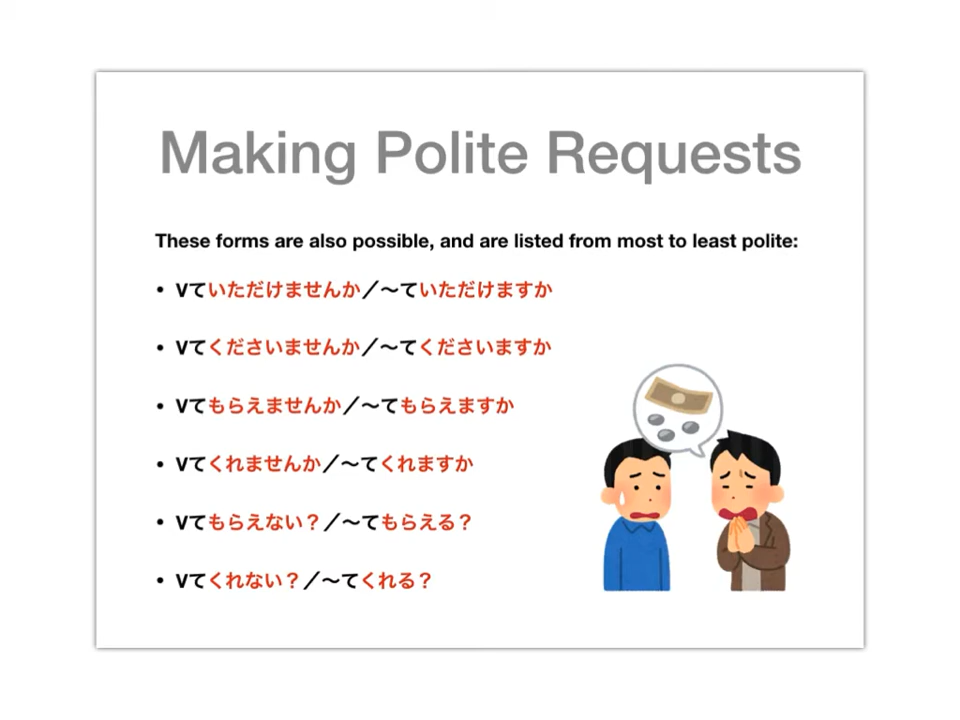 Making Polite Requests
These forms are also possible, and are listed from most to least polite:
• Vていただけませんか／〜ていただけますか
• Vてくださいませんか／〜てくださいますか
• Vてもらえませんか／〜てもらえますか
• Vてくれませんか／〜てくれますか
• Vてもらえない？／〜てもらえる？
• Vてくれない？／〜てくれる？